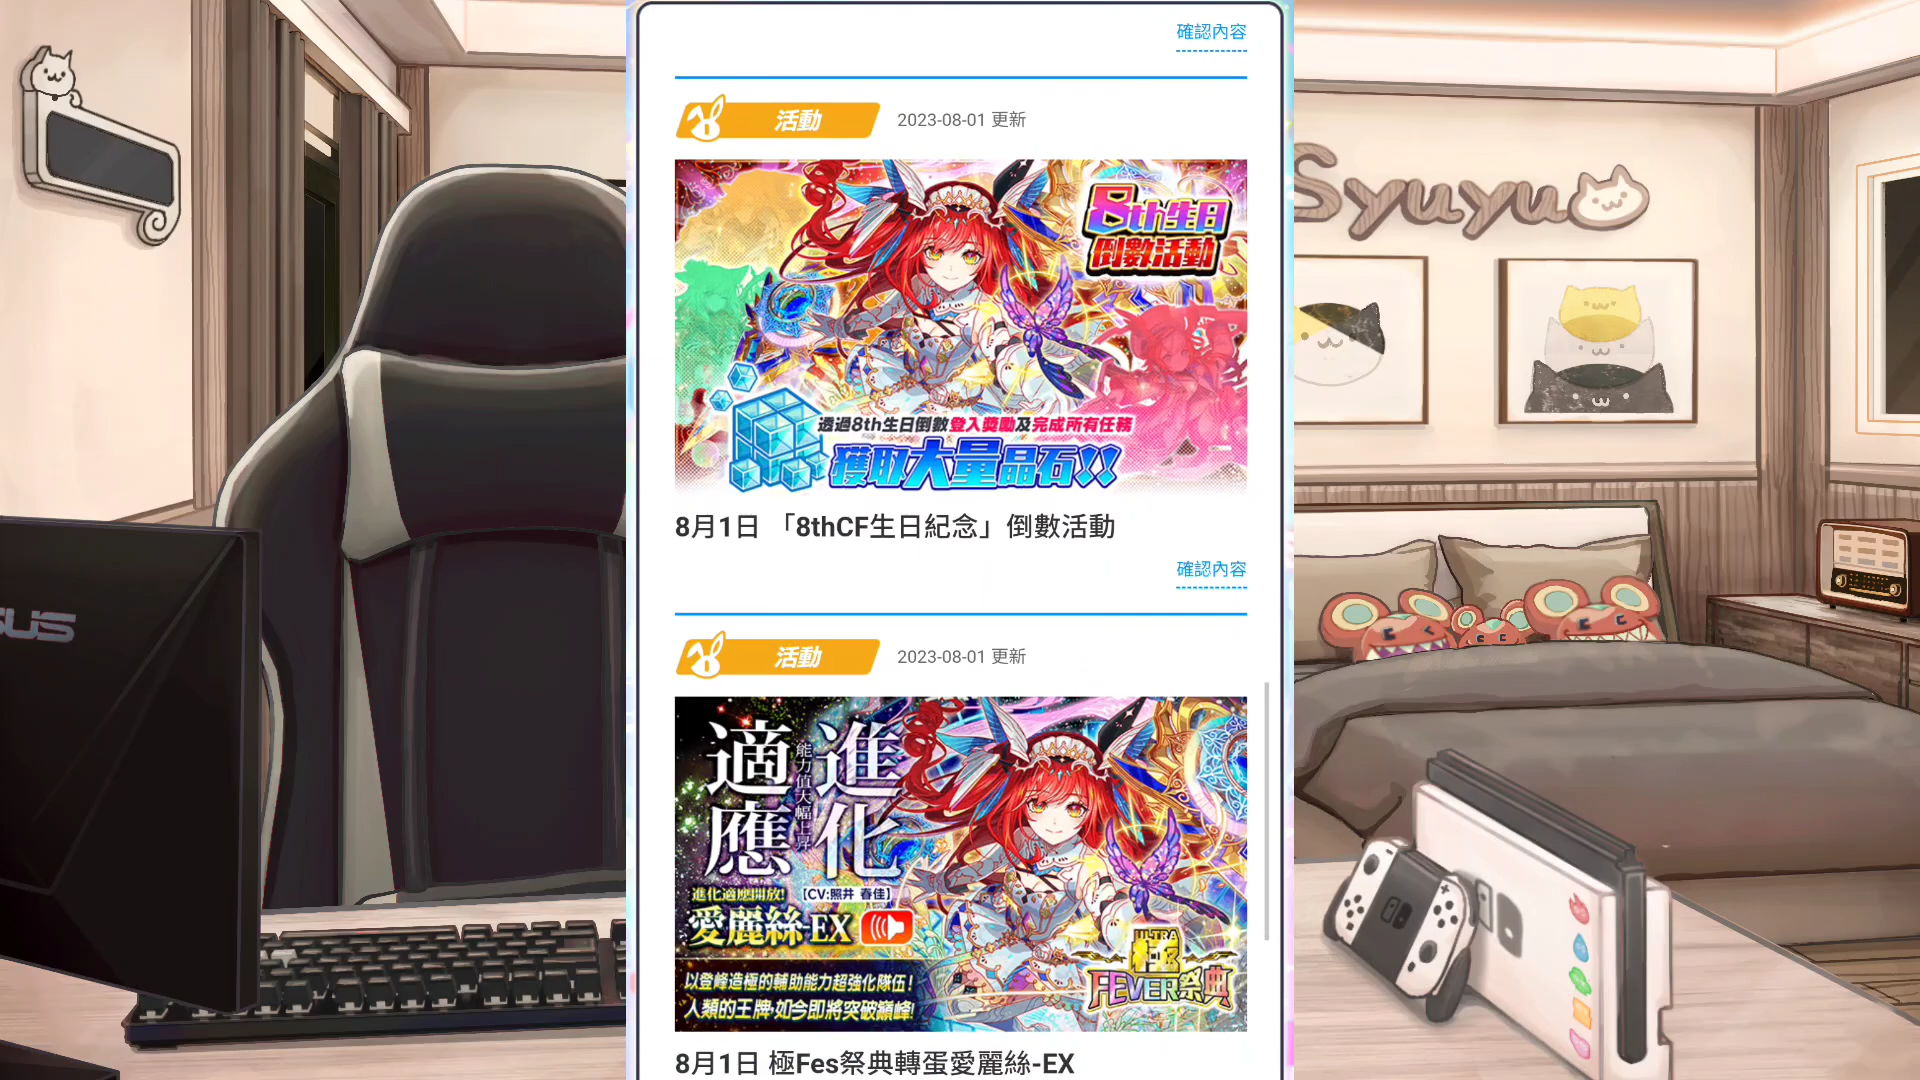 確認內容
活動
2023-08-01 更新
8th生日
倒數活動
透過8th生日倒數登入獎勵及完成所有任務
獲取大量晶石!!
8月1日 「8thCF生日紀念」倒數活動
確認內容
活動
2023-08-01 更新
進化
能力值大幅上昇
適應
進化適應開放!
【CV:照井 春佳】
愛麗絲-EX
ULTRA
極
FEVER祭典
以登峰造極的輔助能力超強化隊伍!
人類的王牌,如今即將突破巔峰!
8月1日 極Fes祭典轉蛋愛麗絲-EX
Syuyu
SUS